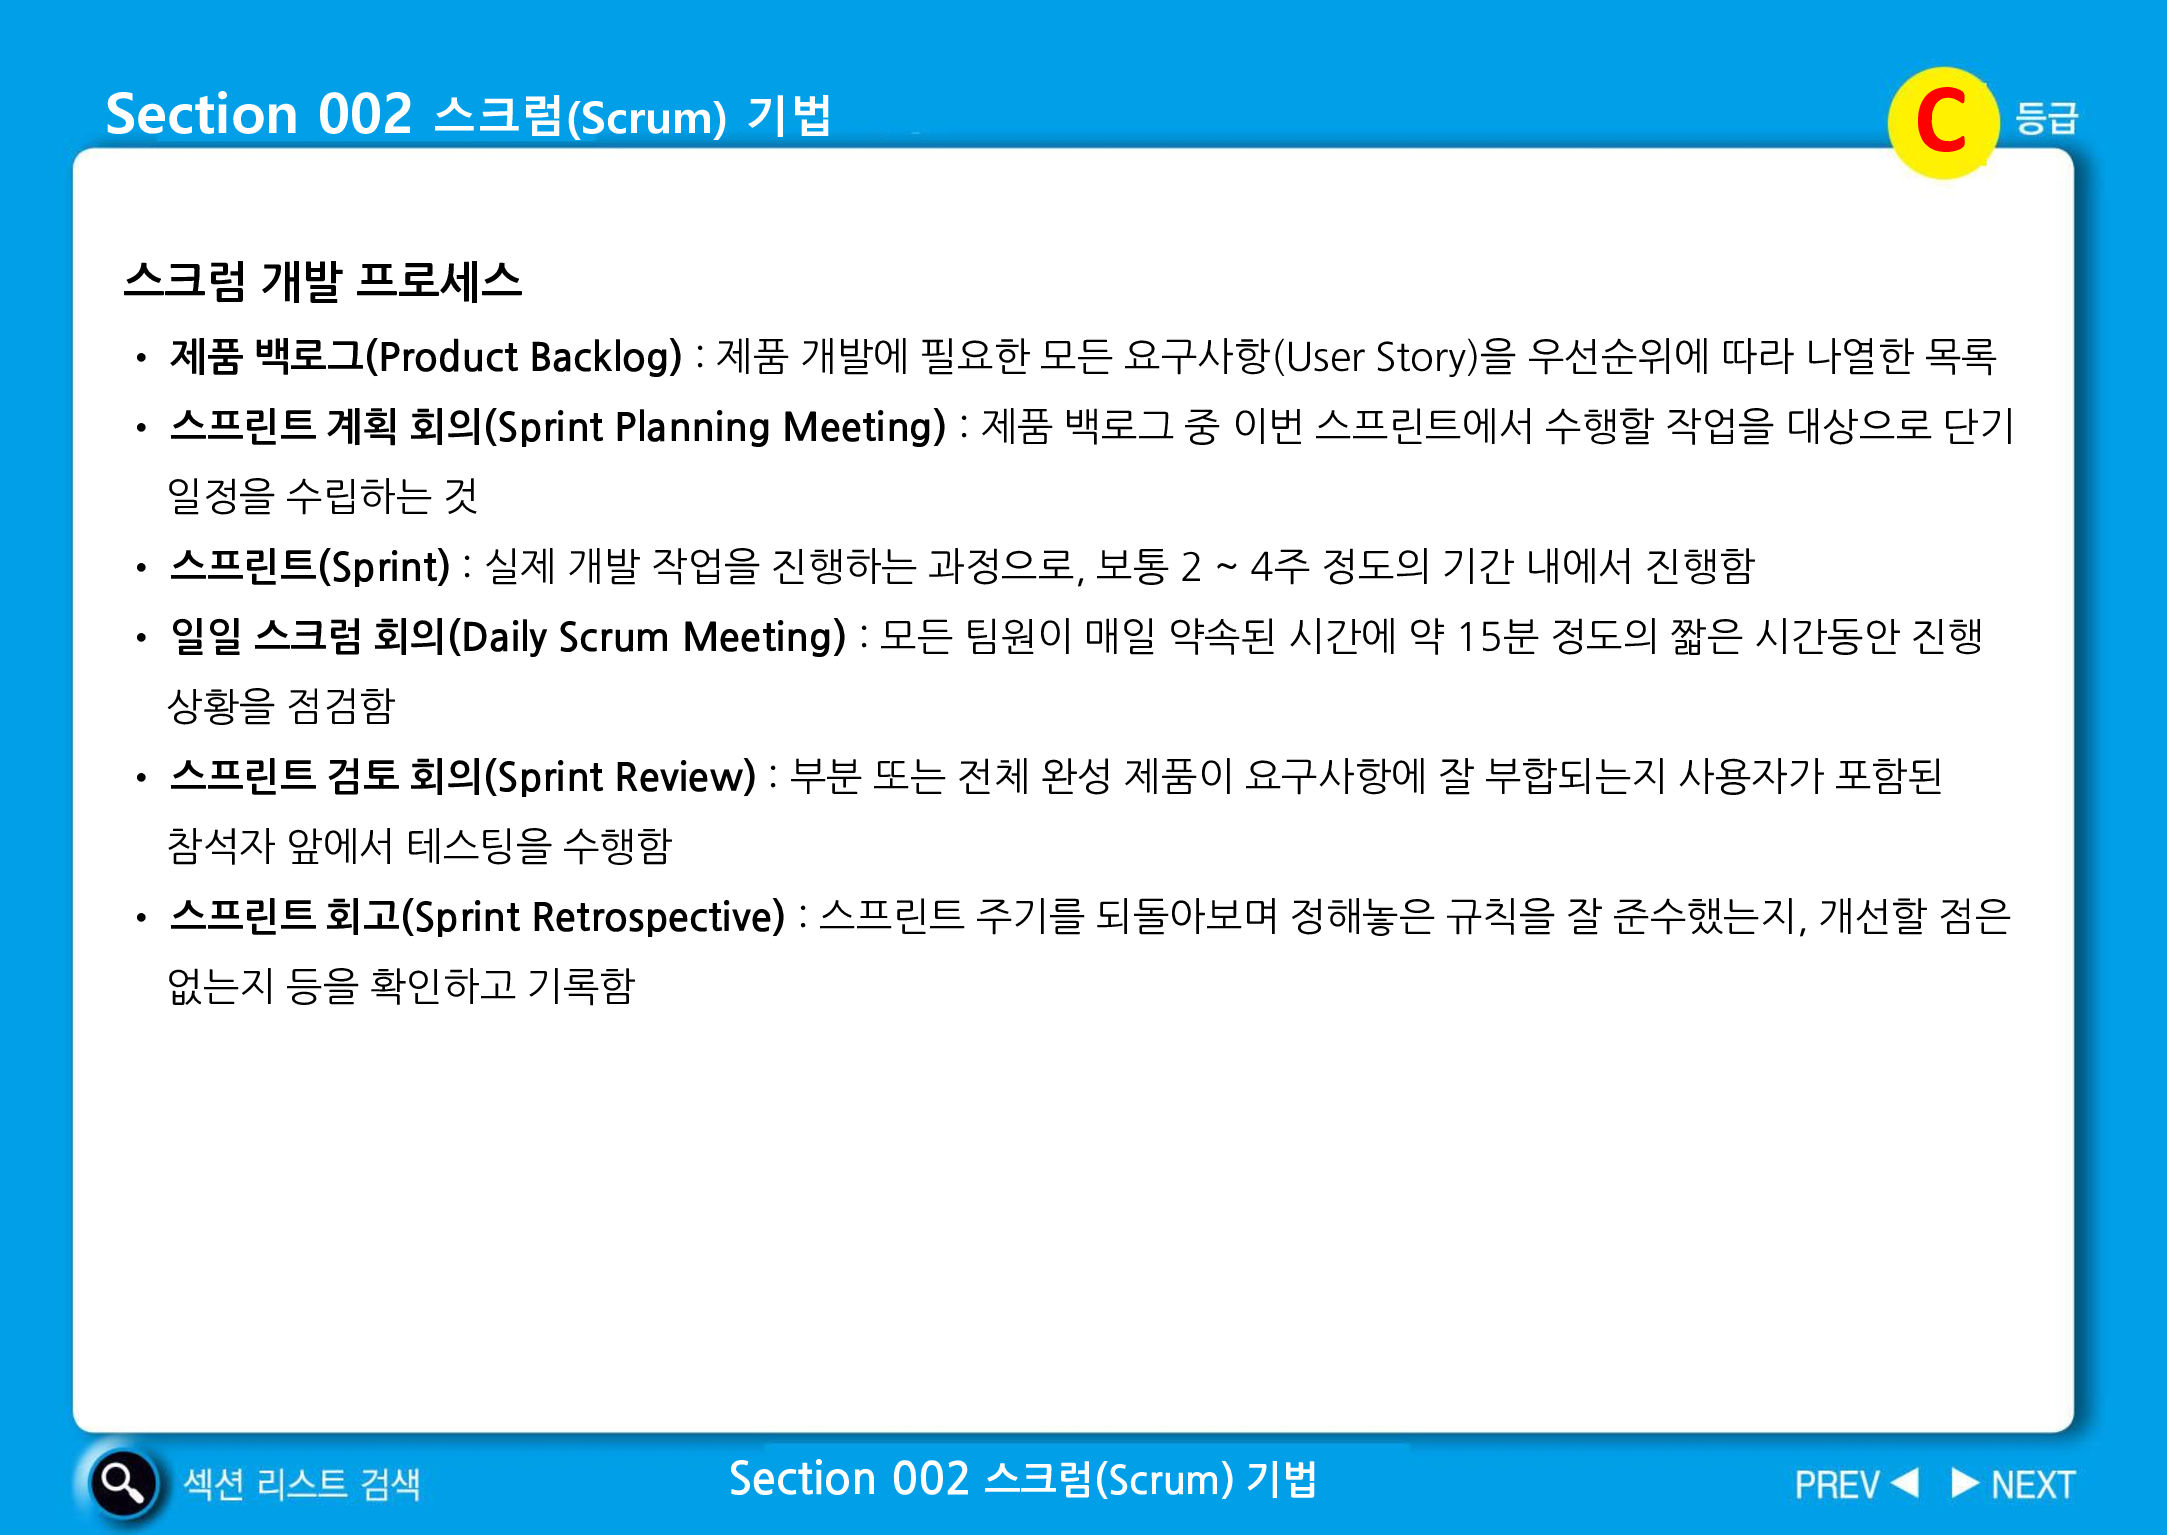 Section 002 스크럼(Scrum) 기법
C 등급
스크럼 개발 프로세스
• 제품 백로그(Product Backlog) : 제품 개발에 필요한 모든 요구사항(User Story)을 우선순위에 따라 나열한 목록
• 스프린트 계획 회의(Sprint Planning Meeting) : 제품 백로그 중 이번 스프린트에서 수행할 작업을 대상으로 단기
일정을 수립하는 것
• 스프린트(Sprint) : 실제 개발 작업을 진행하는 과정으로, 보통 2 ~ 4주 정도의 기간 내에서 진행함
• 일일 스크럼 회의(Daily Scrum Meeting) : 모든 팀원이 매일 약속된 시간에 약 15분 정도의 짧은 시간동안 진행
상황을 점검함
• 스프린트 검토 회의(Sprint Review) : 부분 또는 전체 완성 제품이 요구사항에 잘 부합되는지 사용자가 포함된
참석자 앞에서 테스팅을 수행함
• 스프린트 회고(Sprint Retrospective) : 스프린트 주기를 되돌아보며 정해놓은 규칙을 잘 준수했는지, 개선할 점은
없는지 등을 확인하고 기록함
섹션 리스트 검색
Section 002 스크럼(Scrum) 기법
PREV ◀ ▶ NEXT